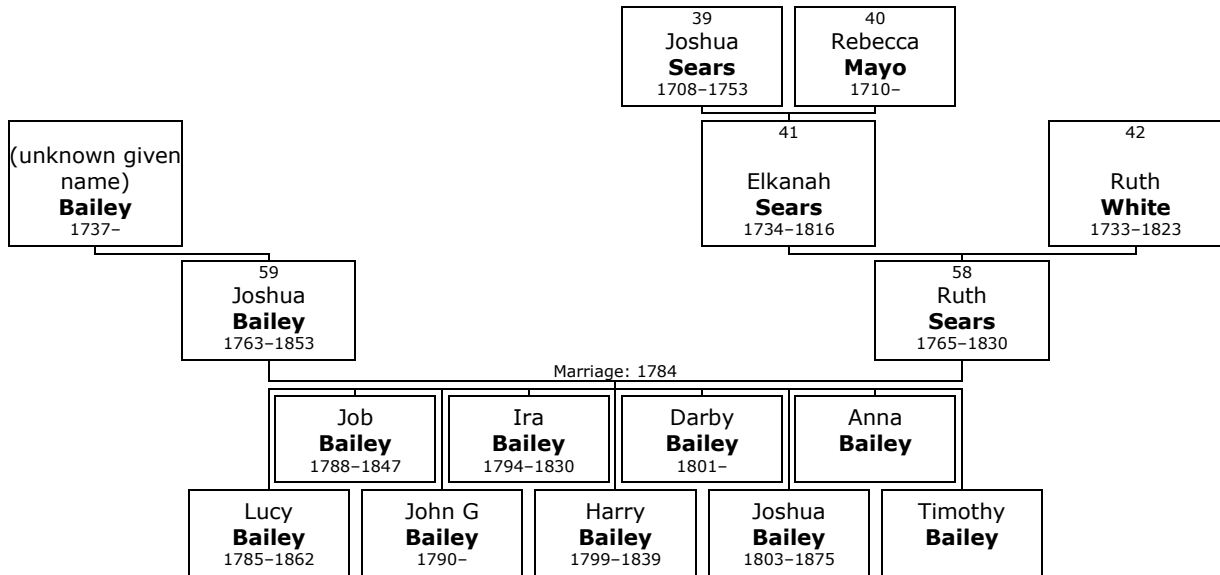 39
Joshua
Sears
1708–1753
40
Rebecca
Mayo
1710–
(unknown given
name)
Bailey
1737–
41
Elkanah
Sears
1734–1816
42
Ruth
White
1733–1823
59
Joshua
Bailey
1763–1853
58
Ruth
Sears
1765–1830
Marriage: 1784
Job
Bailey
1788–1847
Ira
Bailey
1794–1830
Darby
Bailey
1801–
Anna
Bailey
Lucy
Bailey
1785–1862
John G
Bailey
1790–
Harry
Bailey
1799–1839
Joshua
Bailey
1803–1875
Timothy
Bailey